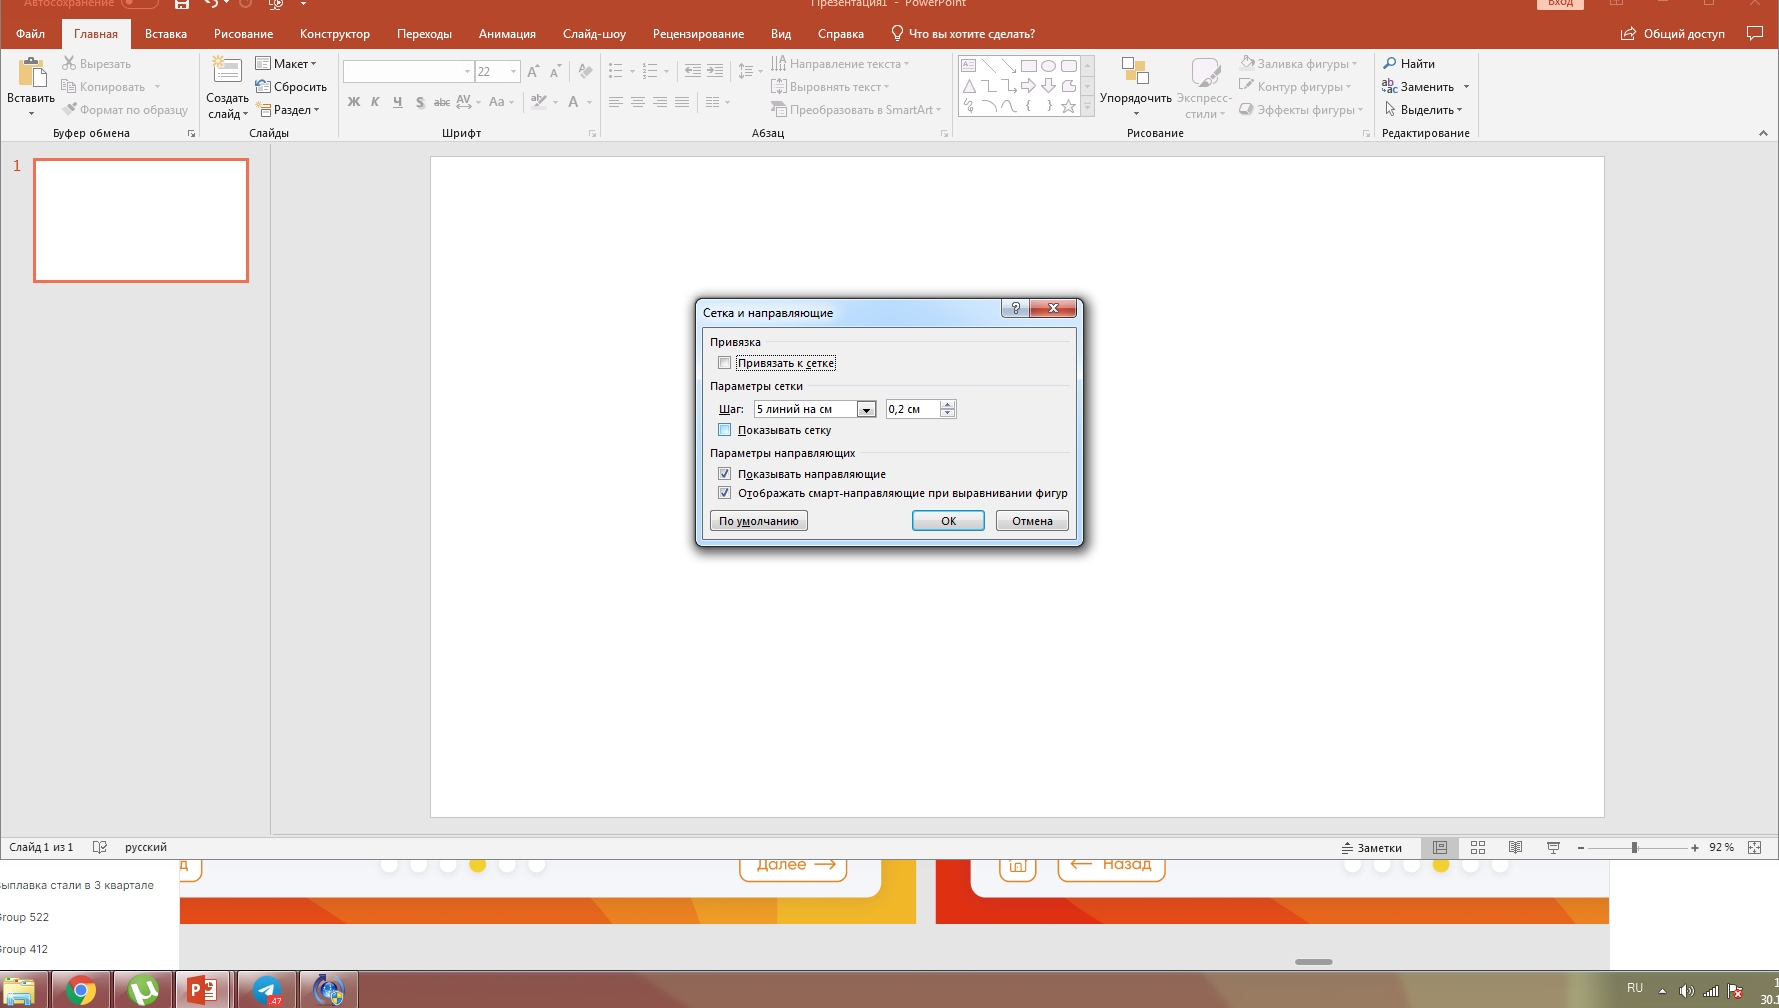 Автосохранение
Презентация1 - PowerPoint
Вход
Файл Главная Вставка Рисование Конструктор Переходы Анимация Слайд-шоу Рецензирование Вид Справка Что вы хотите сделать? Общий доступ
Вставить
Вырезать
Копировать
Формат по образцу
Буфер обмена
Создать слайд
Макет
Сбросить
Раздел
Слайды
22
Ж К Ч S abc AV Aa A
Шрифт
Направление текста
Выровнять текст
Преобразовать в SmartArt
Абзац
Упорядочить
Экспресс-стили
Заливка фигуры
Контур фигуры
Эффекты фигуры
Рисование
Найти
Заменить
Выделить
Редактирование
1
Сетка и направляющие
Привязка
Привязать к сетке
Параметры сетки
Шаг: 5 линий на см 0,2 см
Показывать сетку
Параметры направляющих
Показывать направляющие
Отображать смарт-направляющие при выравнивании фигур
По умолчанию ОК Отмена
Слайд 1 из 1 русский Заметки 92 %
Далее
Назад
ыплавка стали в 3 квартале
Group 522
Group 412
47
RU
30.